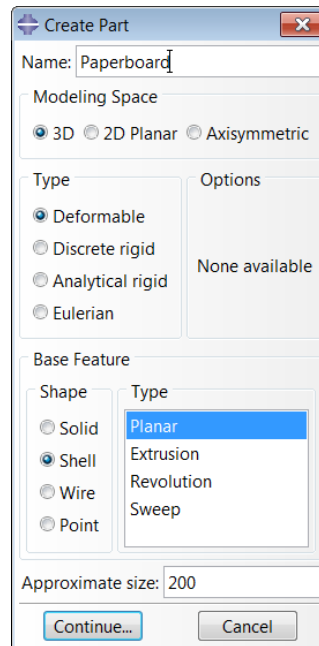 Create Part
Name: Paperboard
Modeling Space
3D 2D Planar Axisymmetric
Type
Deformable
Discrete rigid
Analytical rigid
Eulerian
Options
None available
Base Feature
Shape
Solid
Shell
Wire
Point
Type
Planar
Extrusion
Revolution
Sweep
Approximate size: 200
Continue... Cancel